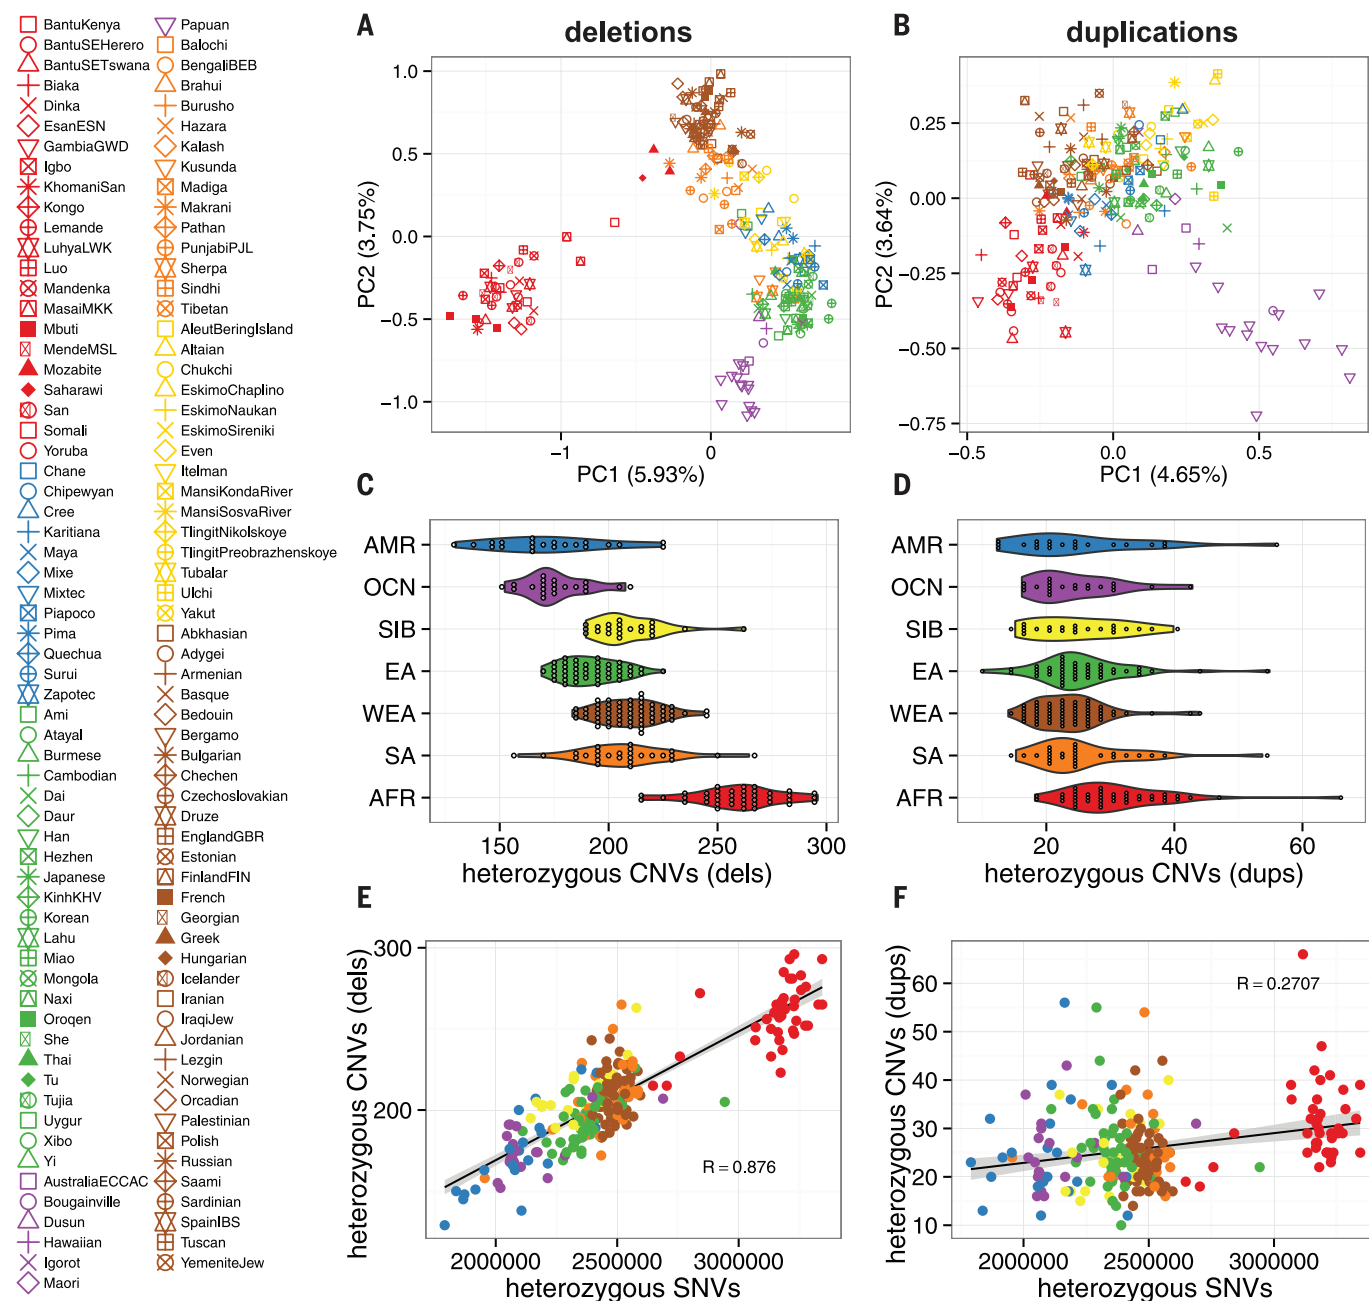 BantuKenya
BantuSEHerero
BantuSETswana
Biaka
Dinka
EsanESN
GambiaGWD
Igbo
KhomaniSan
Kongo
Lemande
LuhyaLWK
Luo
Mandenka
MasaiMKK
Mbuti
MendeMSL
Mozabite
Saharawi
San
Somali
Yoruba
Chane
Chipewyan
Cree
Karitiana
Maya
Mixe
Mixtec
Piapoco
Pima
Quechua
Surui
Zapotec
Ami
Atayal
Burmese
Cambodian
Dai
Daur
Han
Hezhen
Japanese
KinhKHV
Korean
Lahu
Miao
Mongola
Naxi
Oroqen
She
Thai
Tu
Tujia
Uygur
Xibo
Yi
AustraliaECCAC
Bougainville
Dusun
Hawaiian
Igorot
Maori
Papuan
Balochi
BengaliBEB
Brahui
Burusho
Hazara
Kalash
Kusunda
Madiga
Makrani
Pathan
PunjabiPJL
Sherpa
Sindhi
Tibetan
AleutBeringIsland
Altaian
Chukchi
EskimoChaplino
EskimoNaukan
EskimoSireniki
Even
Itelman
MansiKondaRiver
MansiSosvaRiver
TlingitNikolskoye
TlingitPreobrazhenskoye
Tubalar
Ulchi
Yakut
Abkhasian
Adygei
Armenian
Basque
Bedouin
Bergamo
Bulgarian
Chechen
Czechoslovakian
Druze
EnglandGBR
Estonian
FinlandFIN
French
Georgian
Greek
Hungarian
Icelander
Iranian
IraqiJew
Jordanian
Lezgin
Norwegian
Orcadian
Palestinian
Polish
Russian
Saami
Sardinian
SpainIBS
Tuscan
YemeniteJew
A
deletions
1.0
0.5
0.0
−0.5
−1.0
PC2 (3.75%)
−1
0
PC1 (5.93%)
B
duplications
0.25
0.00
−0.25
−0.50
−0.75
PC2 (3.64%)
−0.5
0.0
0.5
PC1 (4.65%)
C
AMR
OCN
SIB
EA
WEA
SA
AFR
150
200
250
300
heterozygous CNVs (dels)
D
AMR
OCN
SIB
EA
WEA
SA
AFR
20
40
60
heterozygous CNVs (dups)
E
300
200
heterozygous CNVs (dels)
R = 0.876
20000000
25000000
30000000
heterozygous SNVs
F
60
50
40
30
20
10
heterozygous CNVs (dups)
R = 0.2707
20000000
25000000
30000000
heterozygous SNVs